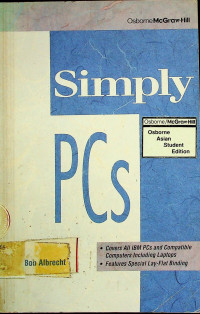 Osborne McGraw-Hill
Simply
PCs
Osborne/McGraw-Hill
Osborne
Asian
Student
Edition
Bob Albrecht
• Covers All IBM PCs and Compatible
Computers Including Laptops
• Features Special Lay-Flat Binding